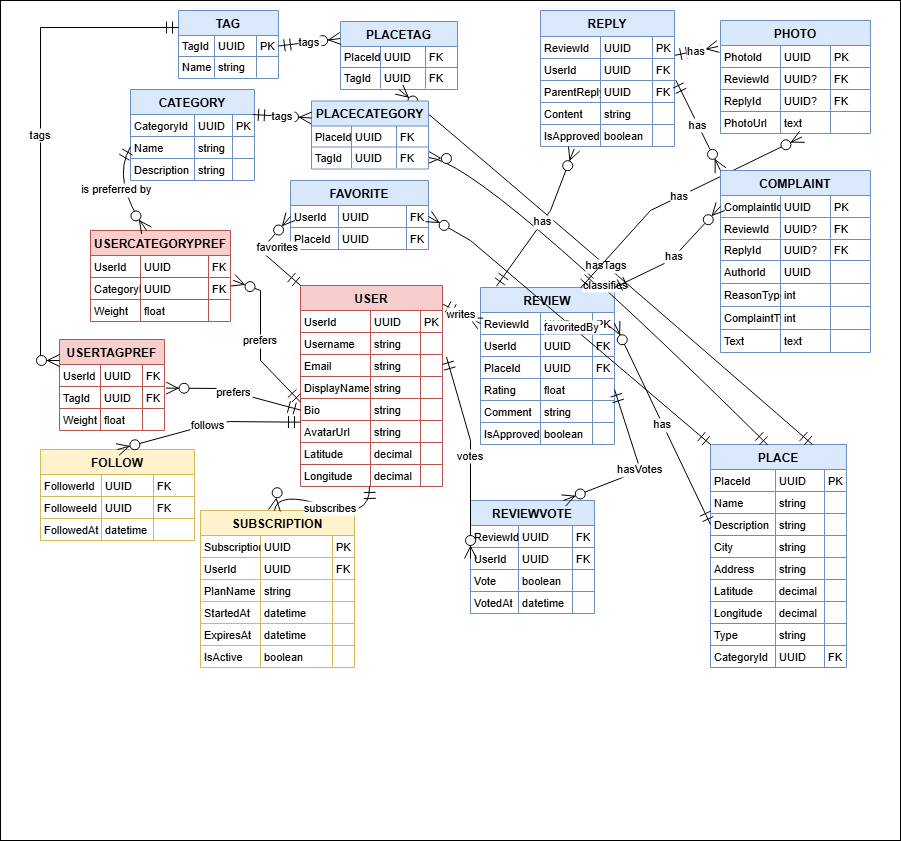 TAG
TagId UUID PK
Name string
tags
PLACETAG
PlaceId UUID FK
TagId UUID FK
REPLY
ReviewId UUID PK
UserId UUID FK
ParentRepl UUID FK
Content string
IsApproved boolean
has
PHOTO
PhotoId UUID PK
ReviewId UUID? FK
ReplyId UUID? FK
PhotoUrl text
CATEGORY
CategoryId UUID PK
Name string
Description string
tags
PLACECATEGORY
PlaceId UUID FK
TagId UUID FK
tags
has
is preferred by
FAVORITE
UserId UUID FK
PlaceId UUID FK
has
has
COMPLAINT
ComplaintId UUID PK
ReviewId UUID? FK
ReplyId UUID? FK
AuthorId UUID
ReasonTyp int
ComplaintT int
Text text
USERCATEGORYPREF
UserId UUID FK
Category UUID FK
Weight float
favorites
has
hasTags
classifies
USER
UserId UUID PK
Username string
Email string
DisplayName string
Bio string
AvatarUrl string
Latitude decimal
Longitude decimal
writes
REVIEW
ReviewId UUID PK
favoritedBy
UserId UUID FK
PlaceId UUID FK
Rating float
Comment string
IsApproved boolean
prefers
USERTAGPREF
UserId UUID FK
TagId UUID FK
Weight float
prefers
follows
has
votes
hasVotes
FOLLOW
FollowerId UUID FK
FolloweeId UUID FK
FollowedAt datetime
subscribes
SUBSCRIPTION
Subscription UUID PK
UserId UUID FK
PlanName string
StartedAt datetime
ExpiresAt datetime
IsActive boolean
REVIEWVOTE
ReviewId UUID FK
UserId UUID FK
Vote boolean
VotedAt datetime
PLACE
PlaceId UUID PK
Name string
Description string
City string
Address string
Latitude decimal
Longitude decimal
Type string
CategoryId UUID FK